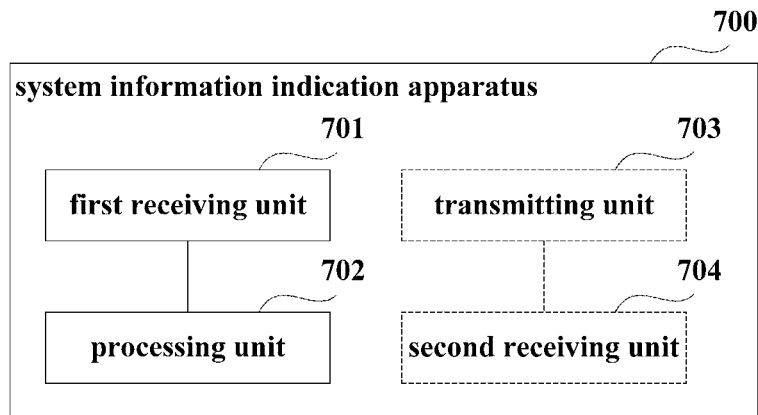 700
system information indication apparatus
701
703
first receiving unit
transmitting unit
702
704
processing unit
second receiving unit